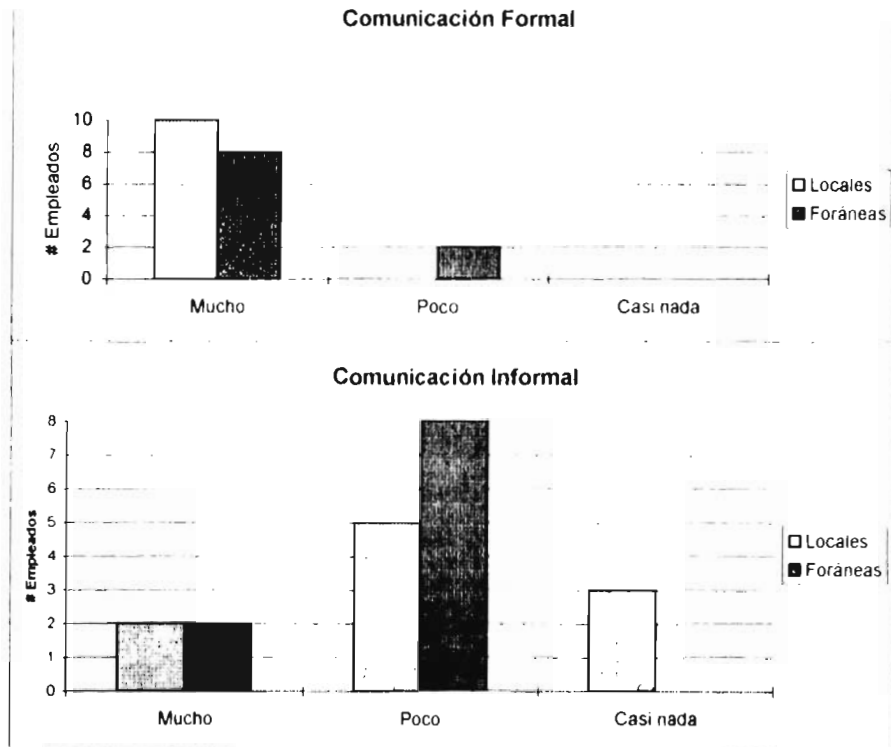 Comunicación Formal
10
8
6
4
2
0
# Empleados
Mucho
Poco
Casi nada
Locales
Foráneas
Comunicación Informal
8
7
6
5
4
3
2
1
0
# Empleados
Mucho
Poco
Casi nada
Locales
Foráneas